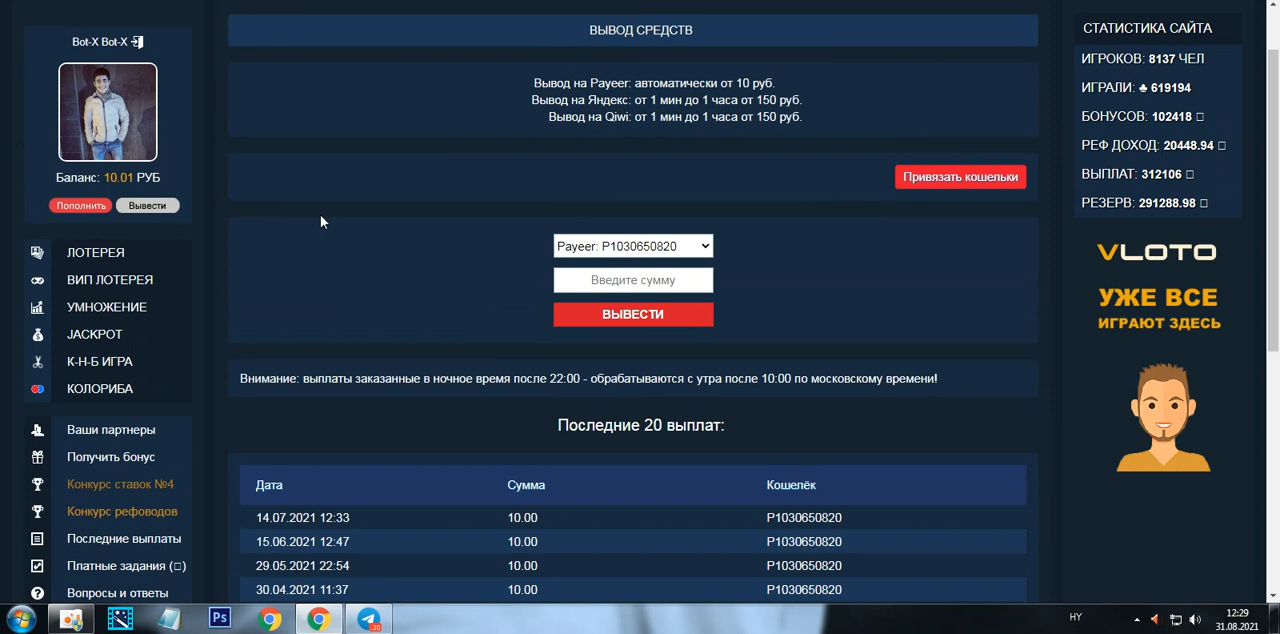 Bot-X Bot-X
Баланс: 10.01 РУБ
Пополнить
Вывести
ЛОТЕРЕЯ
ВИП ЛОТЕРЕЯ
УМНОЖЕНИЕ
JACKPOT
К-Н-Б ИГРА
КОЛОРИБА
Ваши партнеры
Получить бонус
Конкурс ставок №4
Конкурс рефоводов
Последние выплаты
Платные задания (▯)
Вопросы и ответы
ВЫВОД СРЕДСТВ
Вывод на Payeer: автоматически от 10 руб.
Вывод на Яндекс: от 1 мин до 1 часа от 150 руб.
Вывод на Qiwi: от 1 мин до 1 часа от 150 руб.
Привязать кошельки
Payeer: P1030650820
Введите сумму
ВЫВЕСТИ
Внимание: выплаты заказанные в ночное время после 22:00 - обрабатываются с утра после 10:00 по московскому времени!
Последние 20 выплат:
Дата Сумма Кошелёк
14.07.2021 12:33 10.00 P1030650820
15.06.2021 12:47 10.00 P1030650820
29.05.2021 22:54 10.00 P1030650820
30.04.2021 11:37 10.00 P1030650820
СТАТИСТИКА САЙТА
ИГРОКОВ: 8137 ЧЕЛ
ИГРАЛИ: ♣ 619194
БОНУСОВ: 102418 ▯
РЕФ ДОХОД: 20448.94 ▯
ВЫПЛАТ: 312106 ▯
РЕЗЕРВ: 291288.98 ▯
VLOTO
УЖЕ ВСЕ
ИГРАЮТ ЗДЕСЬ
Ps
20
HY
12:29
31.08.2021